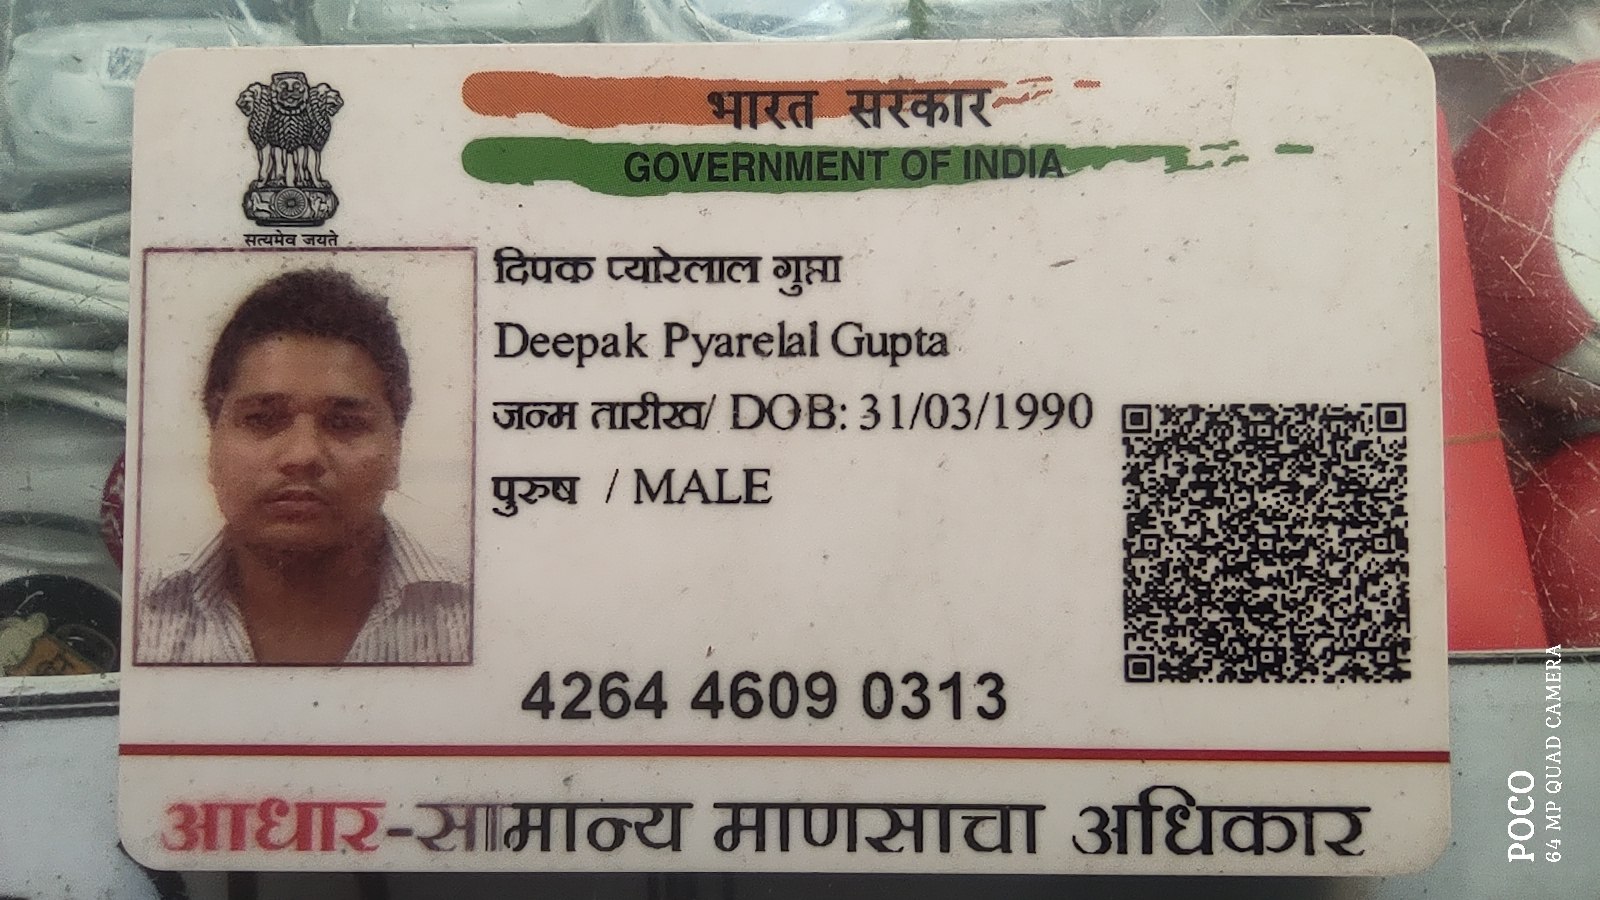 भारत सरकार
GOVERNMENT OF INDIA
सत्यमेव जयते
दिपक प्यारेलाल गुप्ता
Deepak Pyarelal Gupta
जन्म तारीख/ DOB: 31/03/1990
पुरुष / MALE
4264 4609 0313
आधार-सामान्य माणसाचा अधिकार
POCO
64 MP QUAD CAMERA